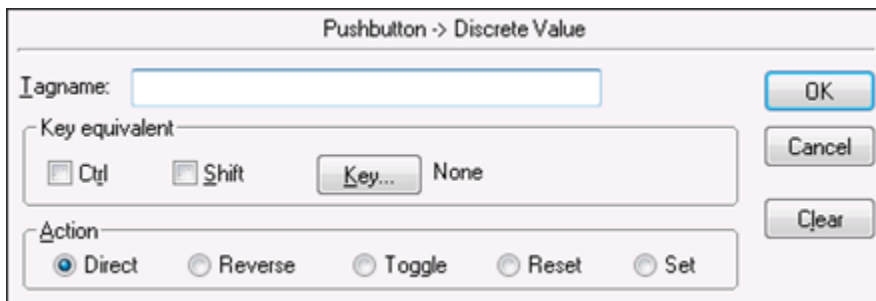 Pushbutton -> Discrete Value
Tagname:
OK
Key equivalent
Ctrl
Shift
Key...
None
Cancel
Clear
Action
Direct
Reverse
Toggle
Reset
Set